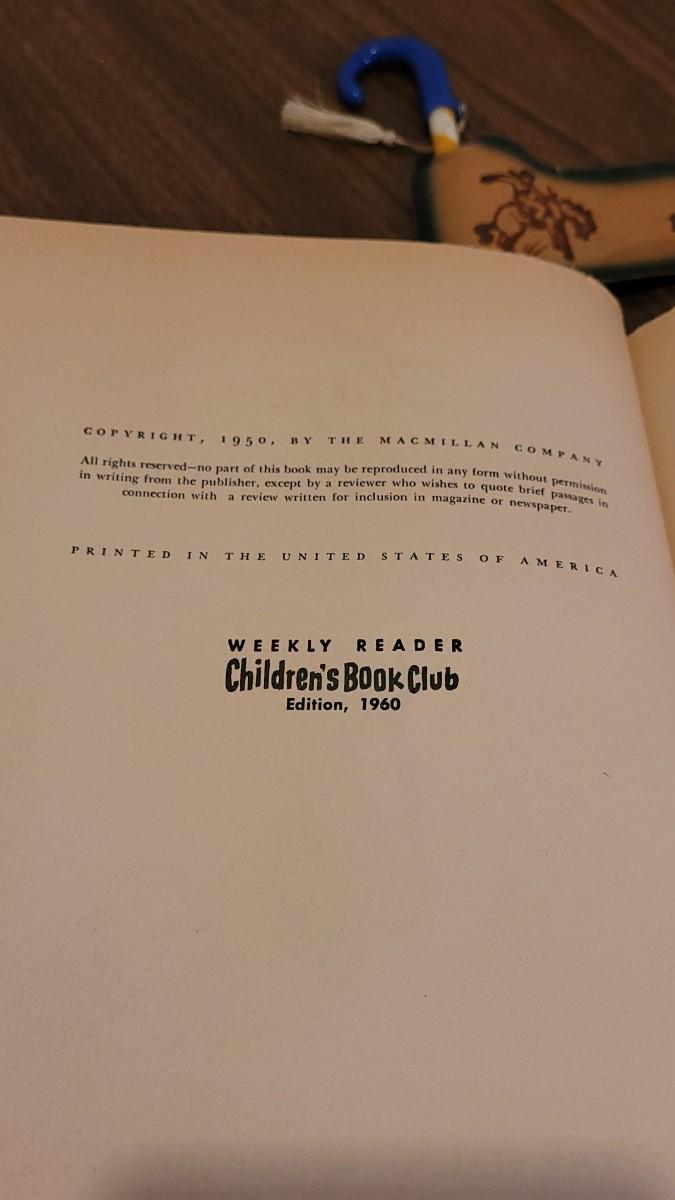 COPYRIGHT, 1950, BY THE MACMILLAN COMPANY
All rights reserved—no part of this book may be reproduced in any form without permission
in writing from the publisher, except by a reviewer who wishes to quote brief passages in
connection with a review written for inclusion in magazine or newspaper.
PRINTED IN THE UNITED STATES OF AMERICA
WEEKLY READER
Children's Book Club
Edition, 1960